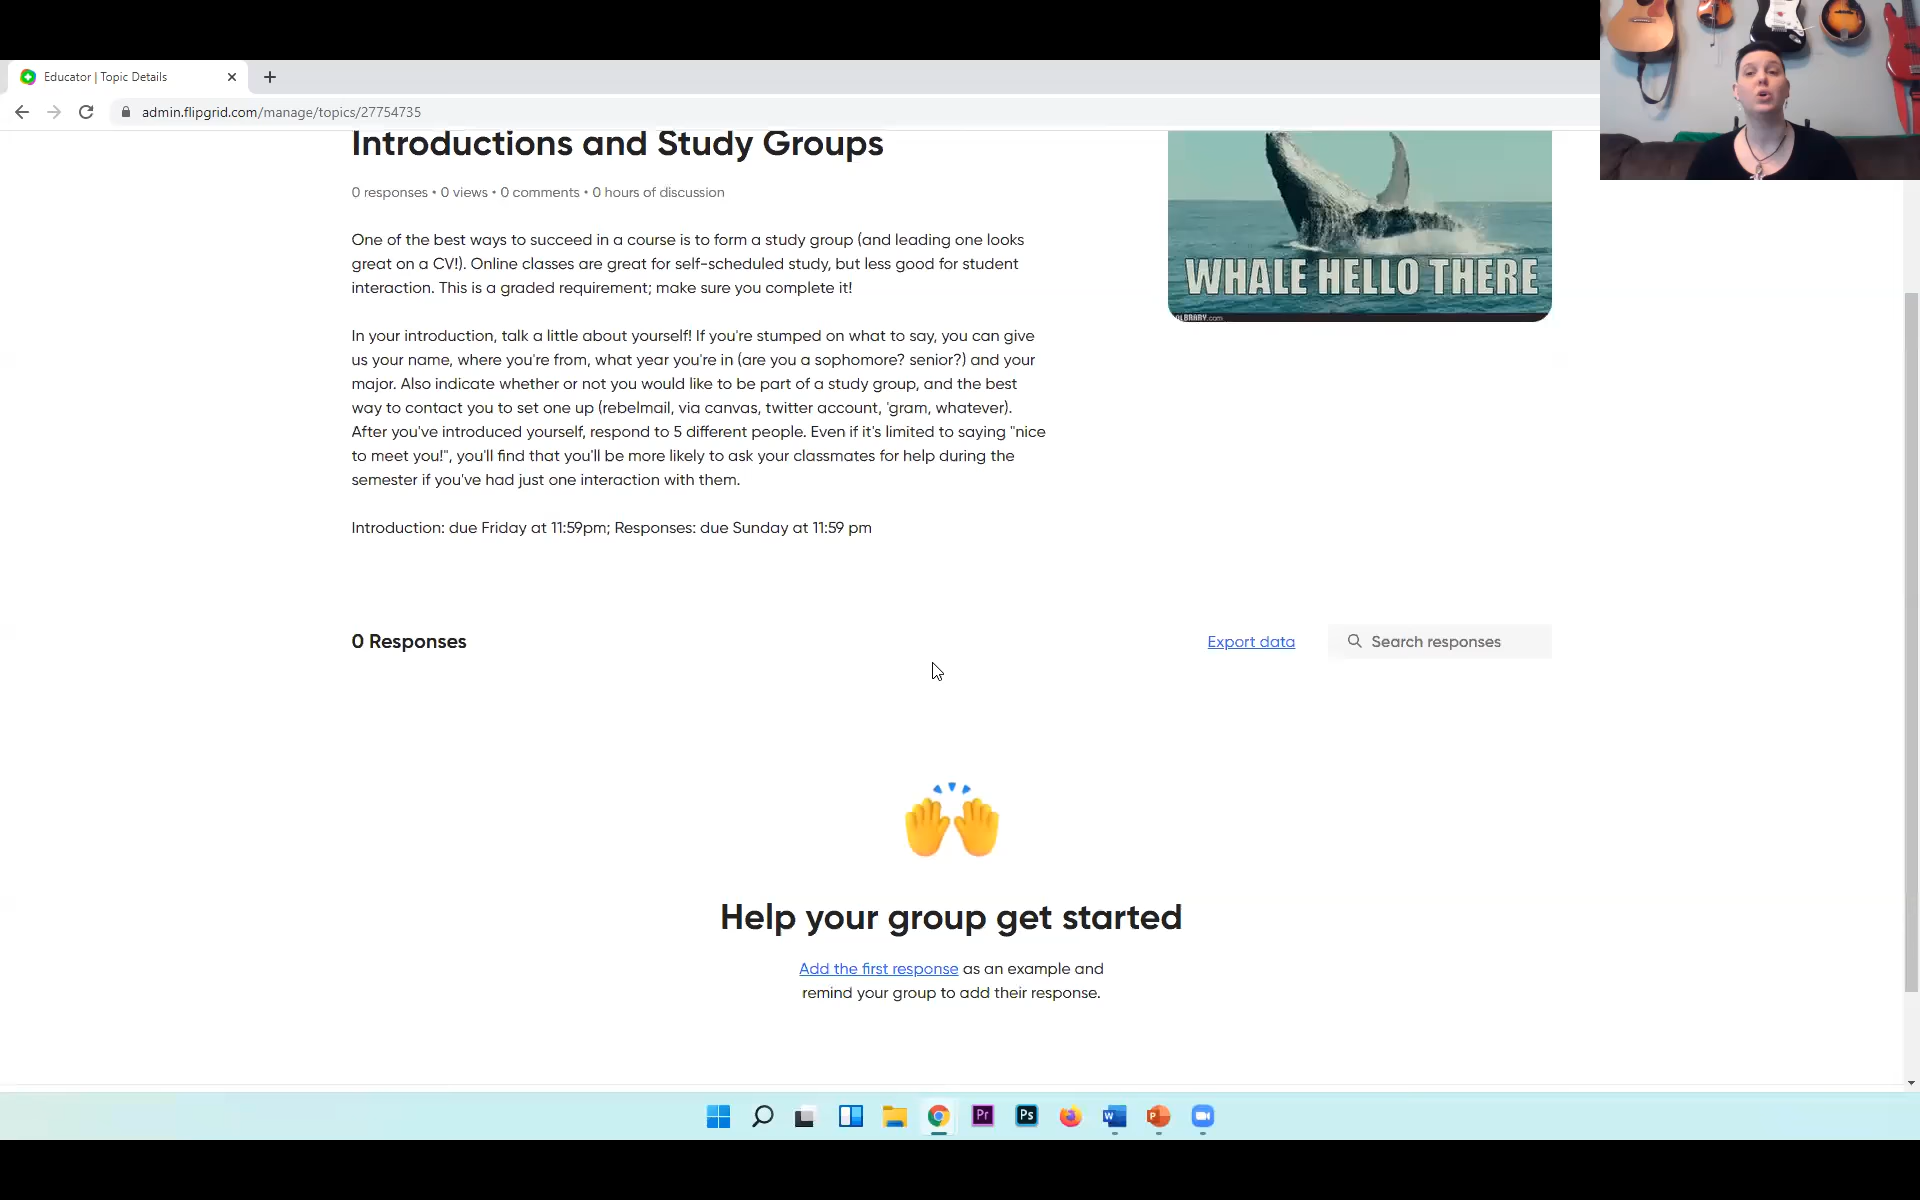 Educator | Topic Details
admin.flipgrid.com/manage/topics/27754735
Introductions and Study Groups
0 responses • 0 views • 0 comments • 0 hours of discussion
One of the best ways to succeed in a course is to form a study group (and leading one looks
great on a CV!). Online classes are great for self-scheduled study, but less good for student
interaction. This is a graded requirement; make sure you complete it!
In your introduction, talk a little about yourself! If you're stumped on what to say, you can give
us your name, where you're from, what year you're in (are you a sophomore? senior?) and your
major. Also indicate whether or not you would like to be part of a study group, and the best
way to contact you to set one up (rebelmail, via canvas, twitter account, 'gram, whatever).
After you've introduced yourself, respond to 5 different people. Even if it's limited to saying "nice
to meet you!", you'll find that you'll be more likely to ask your classmates for help during the
semester if you've had just one interaction with them.
Introduction: due Friday at 11:59pm; Responses: due Sunday at 11:59 pm
WHALE HELLO THERE
0 Responses
Export data
Search responses
Help your group get started
Add the first response as an example and
remind your group to add their response.
Pr
Ps
W
P